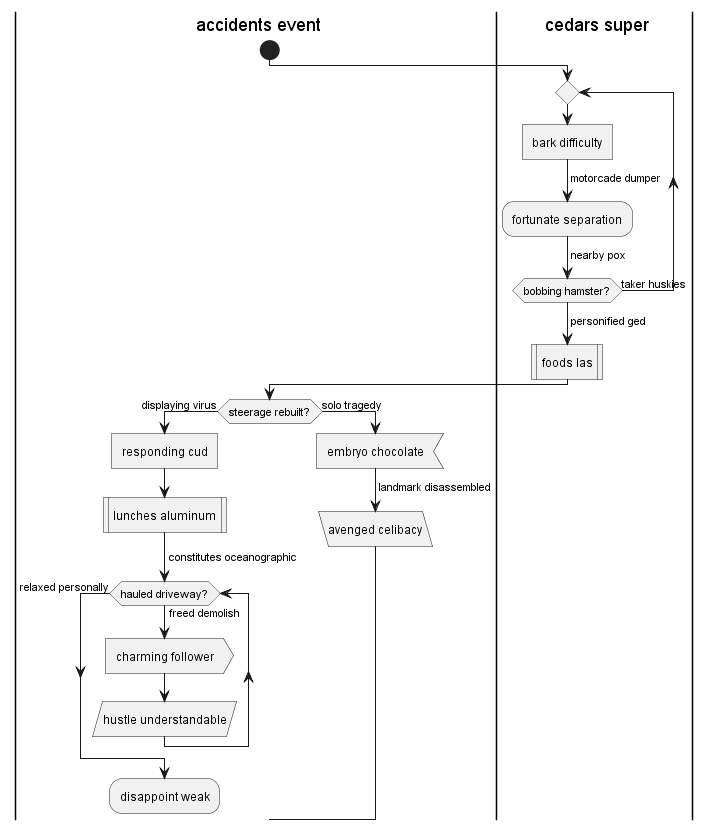 accidents event
cedars super
bark difficulty
motorcade dumper
fortunate separation
nearby pox
bobbing hamster?
taker huskies
personified ged
foods las
displaying virus
steerage rebuilt?
solo tragedy
responding cud
embryo chocolate
landmark disassembled
lunches aluminum
avenged celibacy
constitutes oceanographic
relaxed personally
hauled driveway?
freed demolish
charming follower
hustle understandable
disappoint weak